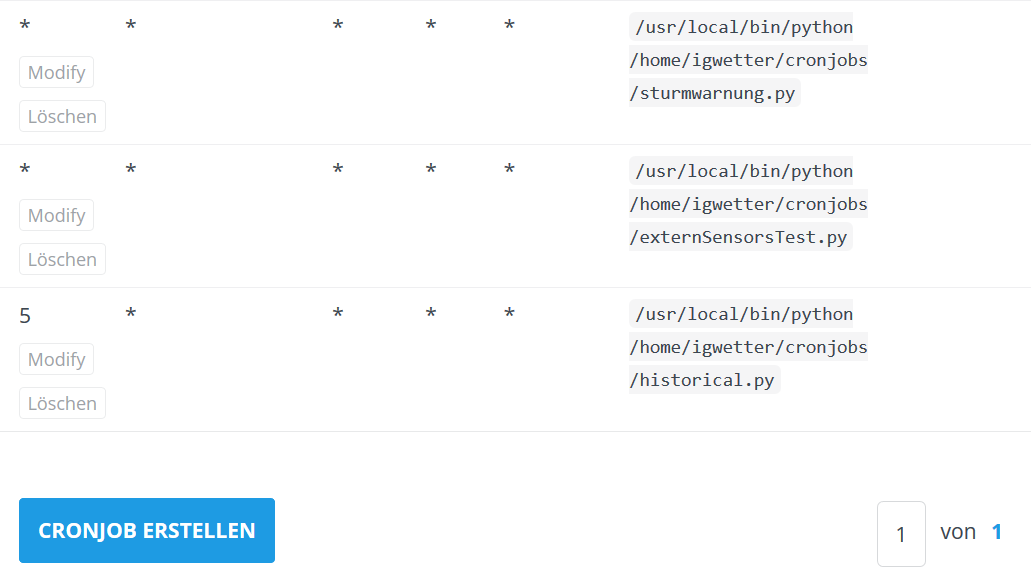 * * * * * /usr/local/bin/python
/home/igwetter/cronjobs
/sturmwarnung.py
Modify
Löschen
* * * * * /usr/local/bin/python
/home/igwetter/cronjobs
/externSensorsTest.py
Modify
Löschen
5 * * * * /usr/local/bin/python
/home/igwetter/cronjobs
/historical.py
Modify
Löschen
CRONJOB ERSTELLEN
1 von 1